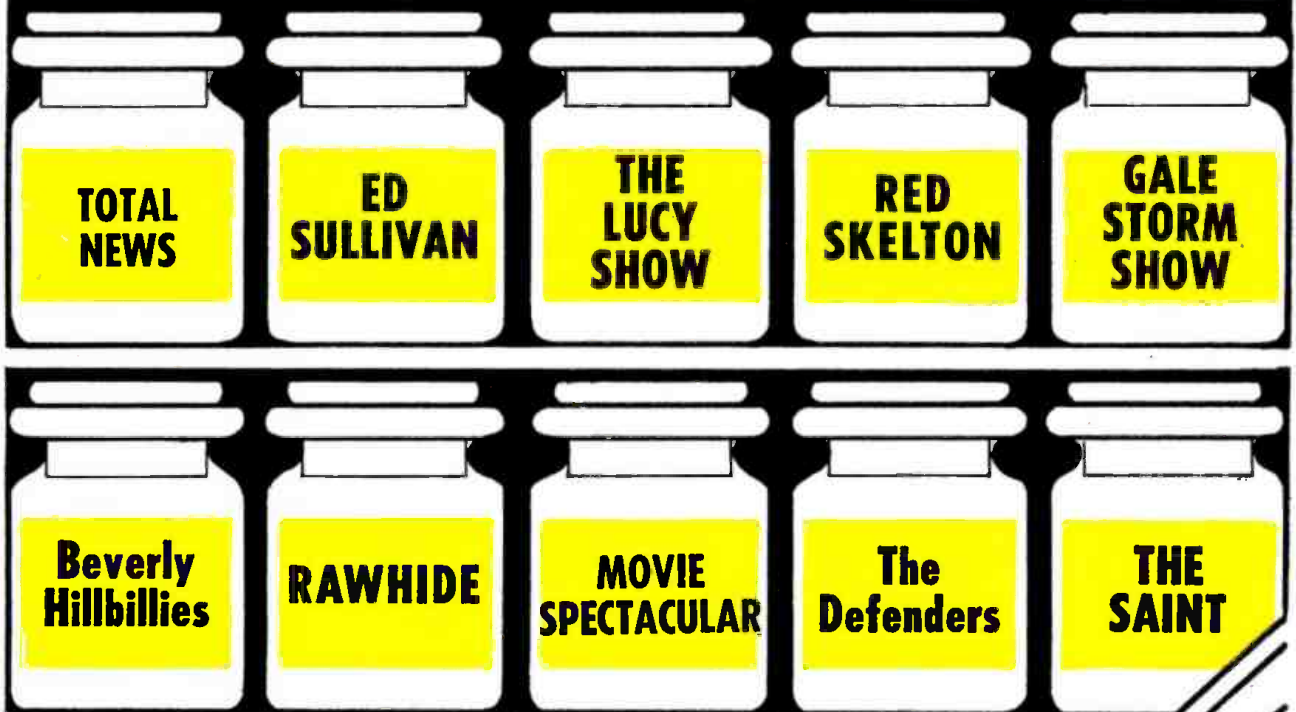 TOTAL
NEWS
ED
SULLIVAN
THE
LUCY
SHOW
RED
SKELTON
GALE
STORM
SHOW
Beverly
Hillbillies
RAWHIDE
MOVIE
SPECTACULAR
The
Defenders
THE
SAINT